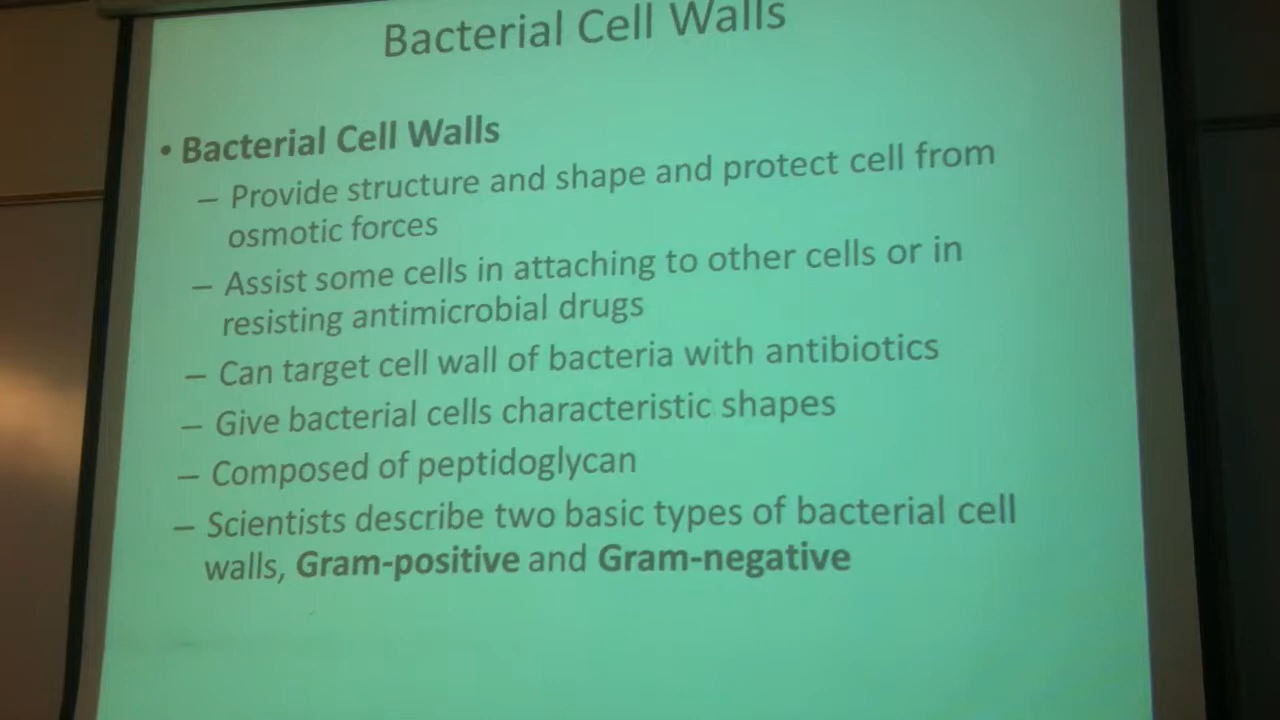 Bacterial Cell Walls
• Bacterial Cell Walls
– Provide structure and shape and protect cell from
osmotic forces
– Assist some cells in attaching to other cells or in
resisting antimicrobial drugs
– Can target cell wall of bacteria with antibiotics
– Give bacterial cells characteristic shapes
– Composed of peptidoglycan
– Scientists describe two basic types of bacterial cell
walls, Gram-positive and Gram-negative